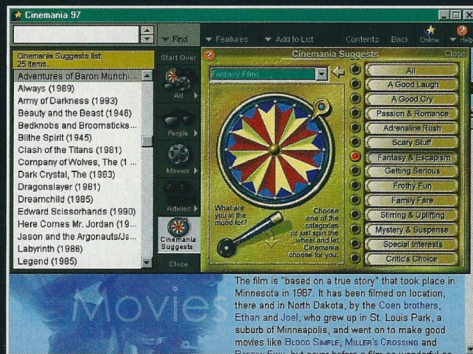 Cinemania 97
Find
Features
Add to List
Contents
Back
Online
Help
Cinemania Suggests list:
25 items.
Adventures of Baron Munch...
Always (1989)
Army of Darkness (1993)
Beauty and the Beast (1946)
Bedknobs and Broomsticks...
Blithe Spirit (1945)
Clash of the Titans (1981)
Company of Wolves, The (1 ...
Dark Crystal, The (1983)
Dragonslayer (1981)
Dreamchild (1985)
Edward Scissorhands (1990)
Here Comes Mr. Jordan (19...
Jason and the Argonauts/Ja...
Labyrinth (1986)
Legend (1985)
Start Over
All
People
Movies
Articles
Cinemania
Suggests
Close
Cinemania Suggests
Close
Fantasy Films
What are
you in the
mood for?
Choose
one of the
categories
or just spin the
wheel and let
Cinemania
choose for you.
All
A Good Laugh
A Good Cry
Passion & Romance
Adrenaline Rush
Scary Stuff
Fantasy & Escapism
Getting Serious
Frothy Fun
Family Fare
Stirring & Uplifting
Mystery & Suspense
Special Interests
Critic's Choice
Movies
The film is "based on a true story" that took place in
Minnesota in 1987. It has been filmed on location,
there and in North Dakota, by the Coen brothers,
Ethan and Joel, who grew up in St. Louis Park, a
suburb of Minneapolis, and went on to make good
movies like BLOOD SIMPLE, MILLER'S CROSSING and